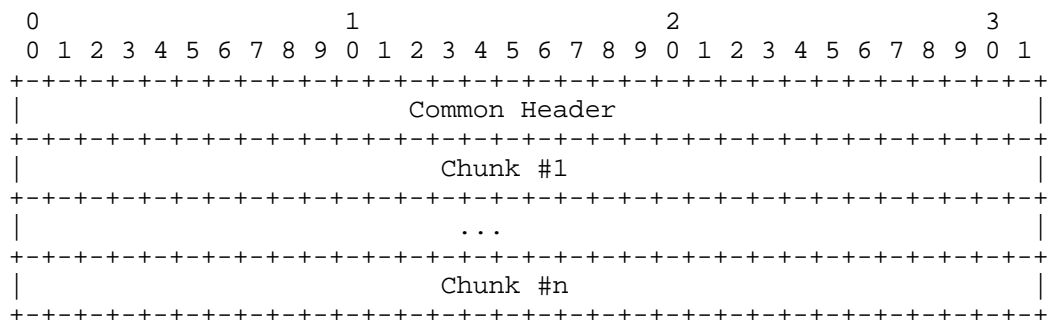 0                   1                   2                   3
 0 1 2 3 4 5 6 7 8 9 0 1 2 3 4 5 6 7 8 9 0 1 2 3 4 5 6 7 8 9 0 1
+-+-+-+-+-+-+-+-+-+-+-+-+-+-+-+-+-+-+-+-+-+-+-+-+-+-+-+-+-+-+-+-+
|                        Common Header                          |
+-+-+-+-+-+-+-+-+-+-+-+-+-+-+-+-+-+-+-+-+-+-+-+-+-+-+-+-+-+-+-+-+
|                          Chunk #1                             |
+-+-+-+-+-+-+-+-+-+-+-+-+-+-+-+-+-+-+-+-+-+-+-+-+-+-+-+-+-+-+-+-+
|                           ...                                 |
+-+-+-+-+-+-+-+-+-+-+-+-+-+-+-+-+-+-+-+-+-+-+-+-+-+-+-+-+-+-+-+-+
|                          Chunk #n                             |
+-+-+-+-+-+-+-+-+-+-+-+-+-+-+-+-+-+-+-+-+-+-+-+-+-+-+-+-+-+-+-+-+